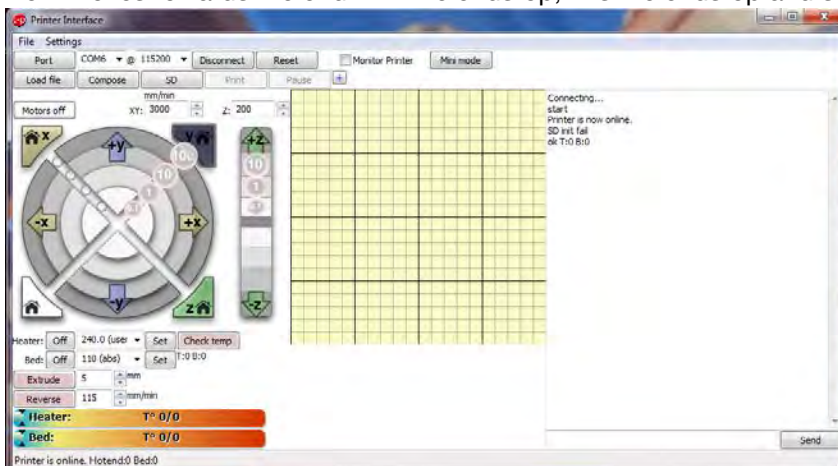 Printer Interface
File Settings
Port COM6 @ 115200 Disconnect Reset Monitor Printer Mini mode
Load file Compose SD Print Pause +
mm/min
Motors off XY: 3000 Z: 200
x +y y +z
100
10 10
1 1
-x +x
-y z -z
Heater: Off 240.0 (user Set Check temp
Bed: Off 110 (abs) Set T:0 B:0
Extrude 5 mm
Reverse 115 mm/min
Heater: T° 0/0
Bed: T° 0/0
Connecting...
start
Printer is now online.
SD init fail
ok T:0 B:0
Send
Printer is online. Hotend:0 Bed:0